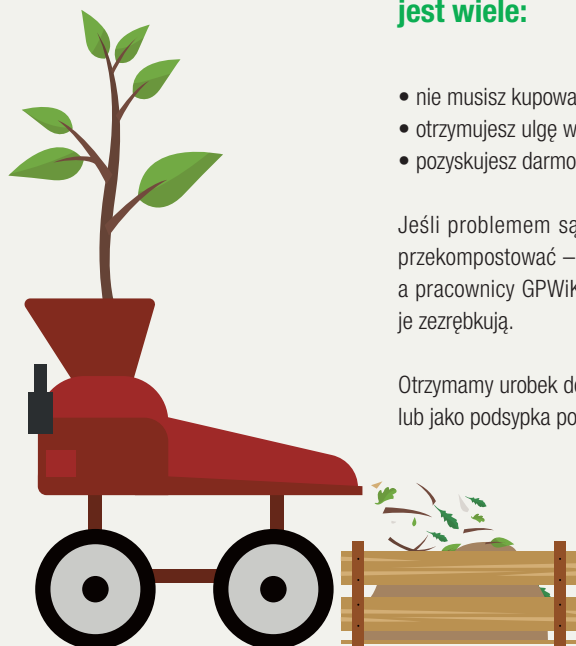 jest wiele:
• nie musisz kupowa
• otrzymujesz ulgę w
• pozyskujesz darmo
Jeśli problemem są
przekompostować –
a pracownicy GPWiK
je zezrębkują.
Otrzymamy urobek do
lub jako podsypka po